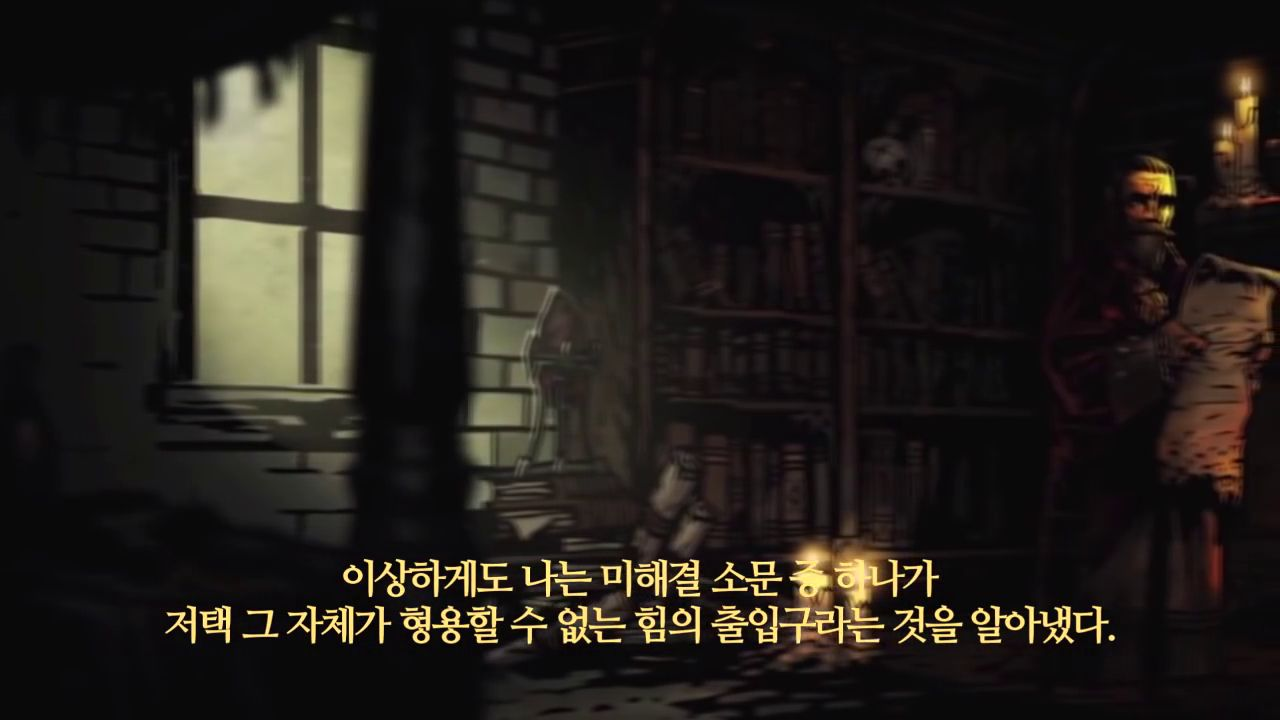 이상하게도 나는 미해결 소문 중 하나가
저택 그 자체가 형용할 수 없는 힘의 출입구라는 것을 알아냈다.